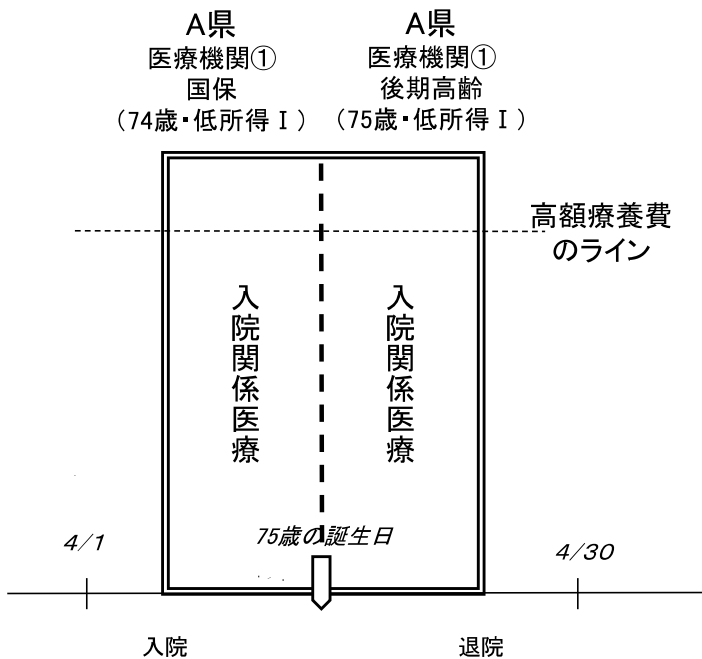 A県
医療機関①
国保
(74歳・低所得Ⅰ)
A県
医療機関①
後期高齢
(75歳・低所得Ⅰ)
高額療養費
のライン
入院関係医療
入院関係医療
75歳の誕生日
4/1
4/30
入院
退院